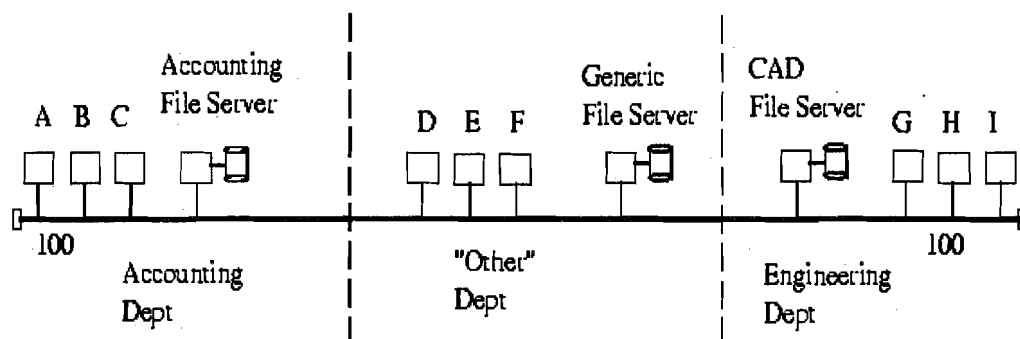 Accounting
File Server
A B C
D E F
Generic
File Server
CAD
File Server
G H I
100
100
Accounting
Dept
"Other"
Dept
Engineering
Dept